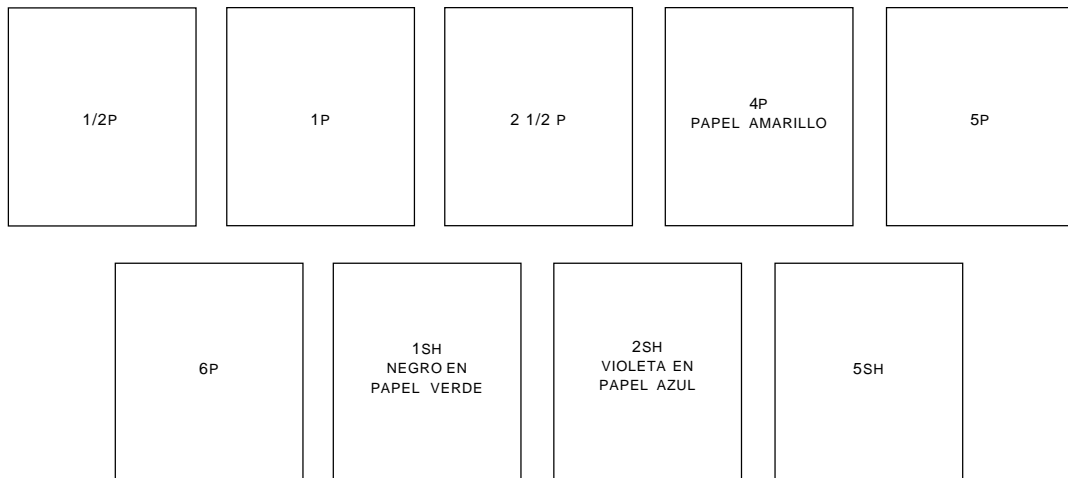 1/2P
1P
2 1/2 P
4P
PAPEL AMARILLO
5P
6P
1SH
NEGRO EN
PAPEL VERDE
2SH
VIOLETA EN
PAPEL AZUL
5SH